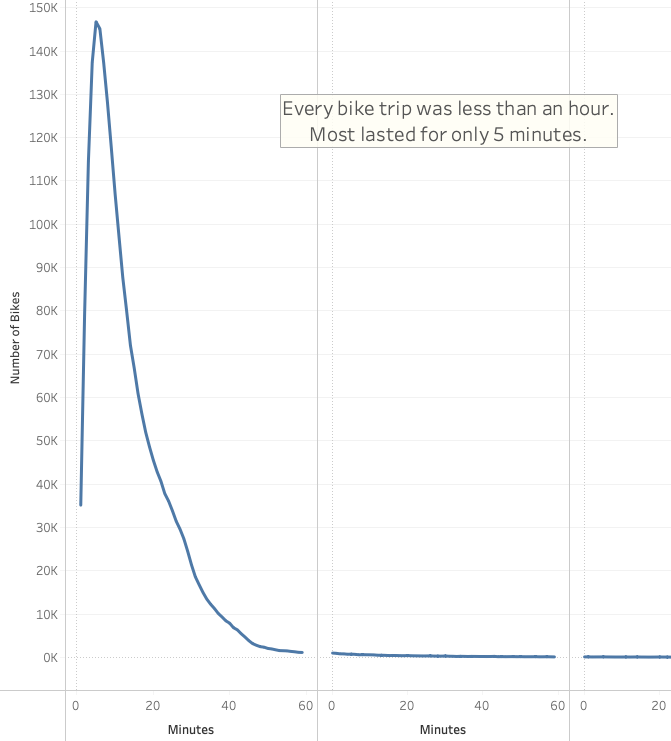 150K
140K
130K
Every bike trip was less than an hour.
Most lasted for only 5 minutes.
120K
110K
100K
90K
80K
Number of Bikes
70K
60K
50K
40K
30K
20K
10K
0K
0 20 40 60 0 20 40 60 0 20
Minutes Minutes